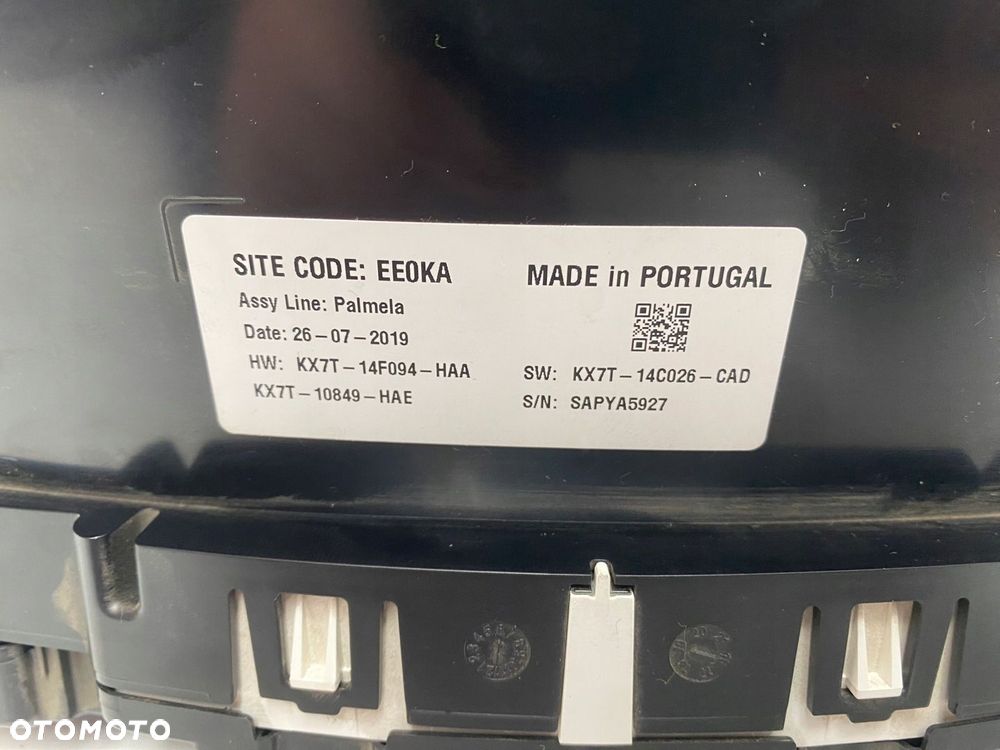 SITE CODE: EE0KA
MADE in PORTUGAL
Assy Line: Palmela
Date: 26-07-2019
HW: KX7T-14F094-HAA
SW: KX7T-14C026-CAD
KX7T-10849-HAE
S/N: SAPYA5927
OTOMOTO